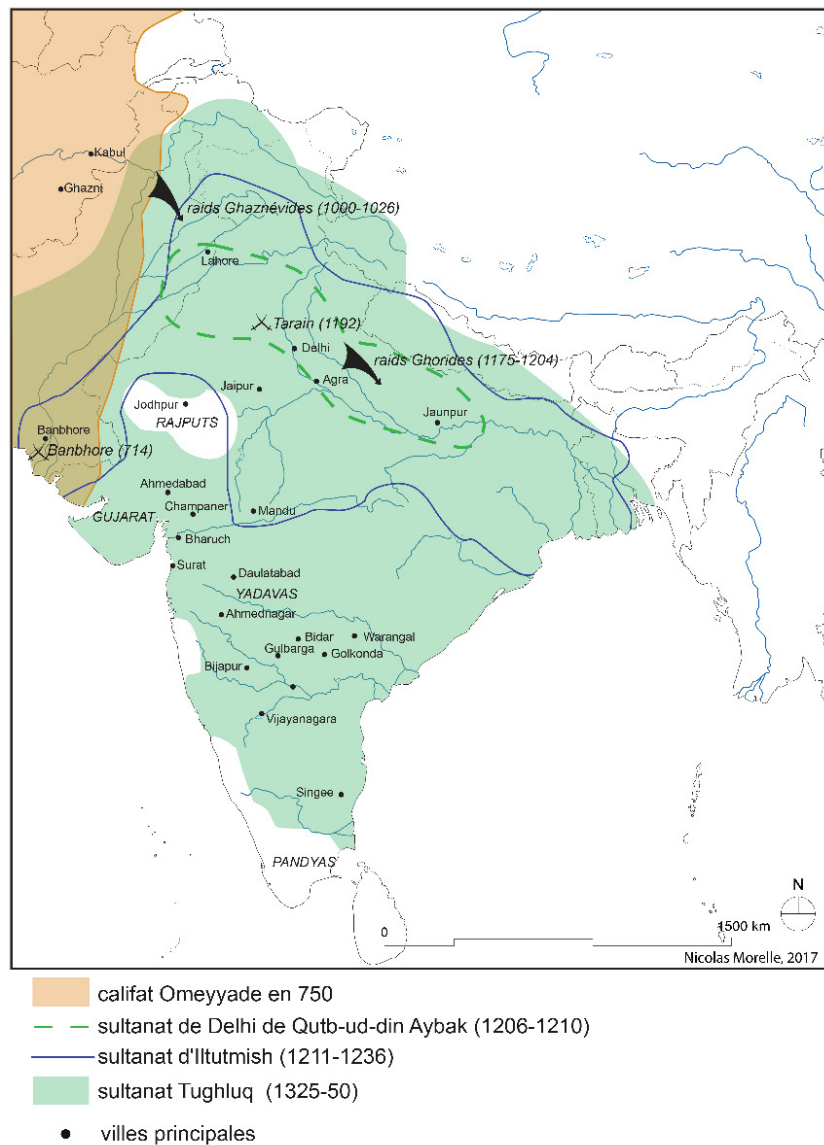 Kabul
Ghazni
raids Ghaznévides (1000-1026)
Lahore
Tarain (1192)
Delhi
raids Ghorides (1175-1204)
Agra
Jaipur
Jodhpur
RAJPUTS
Jaunpur
Banbhore
Banbhore (714)
Ahmedabad
Champaner
GUJARAT
Mandu
Bharuch
Surat
Daulatabad
YADAVAS
Ahmednagar
Bidar
Warangal
Gulbarga
Golkonda
Bijapur
Vijayanagara
Singee
PANDYAS
N
0
1500 km
Nicolas Morelle, 2017
califat Omeyyade en 750
sultanat de Delhi de Qutb-ud-din Aybak (1206-1210)
sultanat d'Iltutmish (1211-1236)
sultanat Tughluq (1325-50)
villes principales